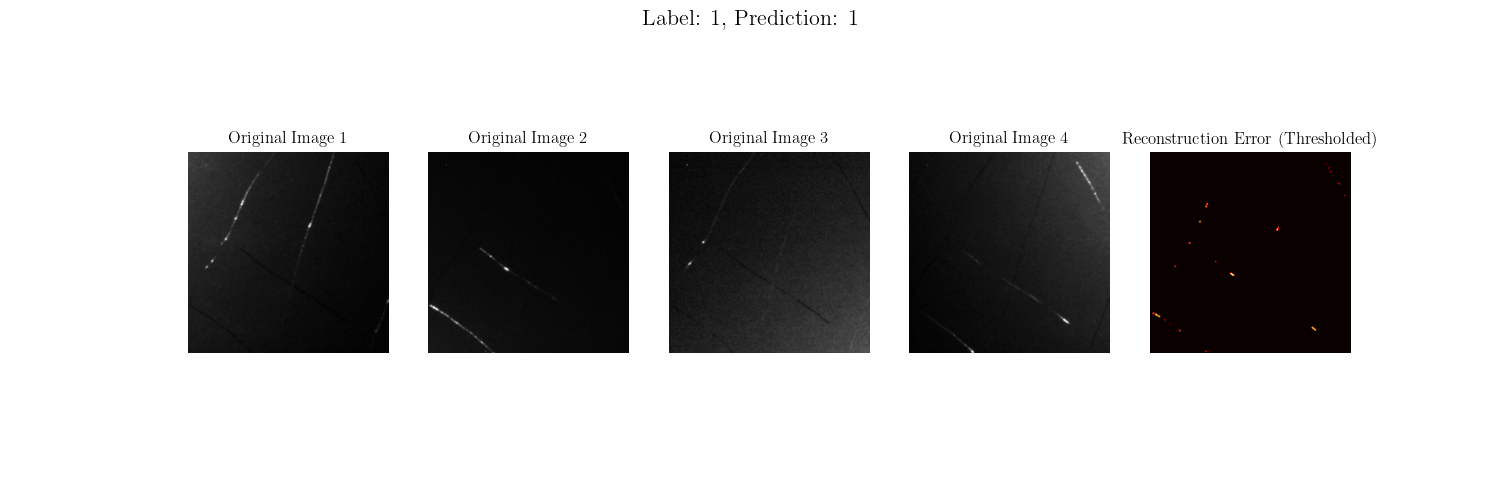 Label: 1, Prediction: 1
Original Image 1
Original Image 2
Original Image 3
Original Image 4
Reconstruction Error (Thresholded)